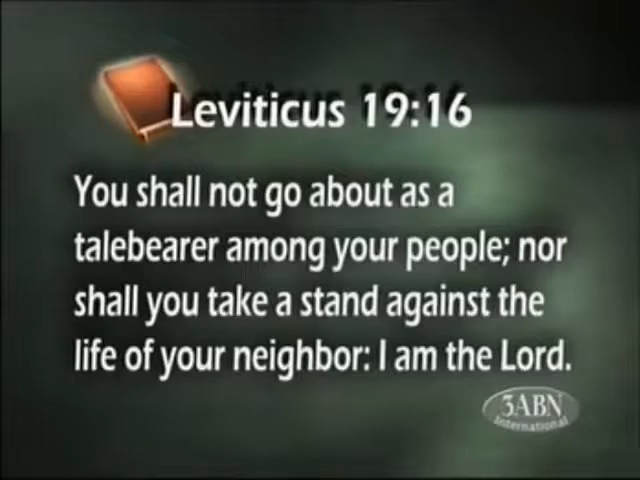 Leviticus 19:16
You shall not go about as a
talebearer among your people; nor
shall you take a stand against the
life of your neighbor: I am the Lord.
3ABN
International